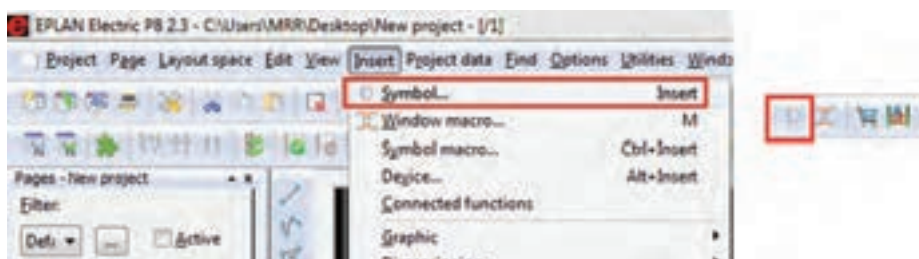 EPLAN Electric P8 2.3 - C:\Users\MRR\Desktop\New project - [/1]
Project Page Layout space Edit View Insert Project data Find Options Utilities
Symbol... Insert
Window macro... M
Symbol macro... Ctrl+Insert
Device... Alt+Insert
Connected functions
Graphic
Pages - New project
Filter:
Active